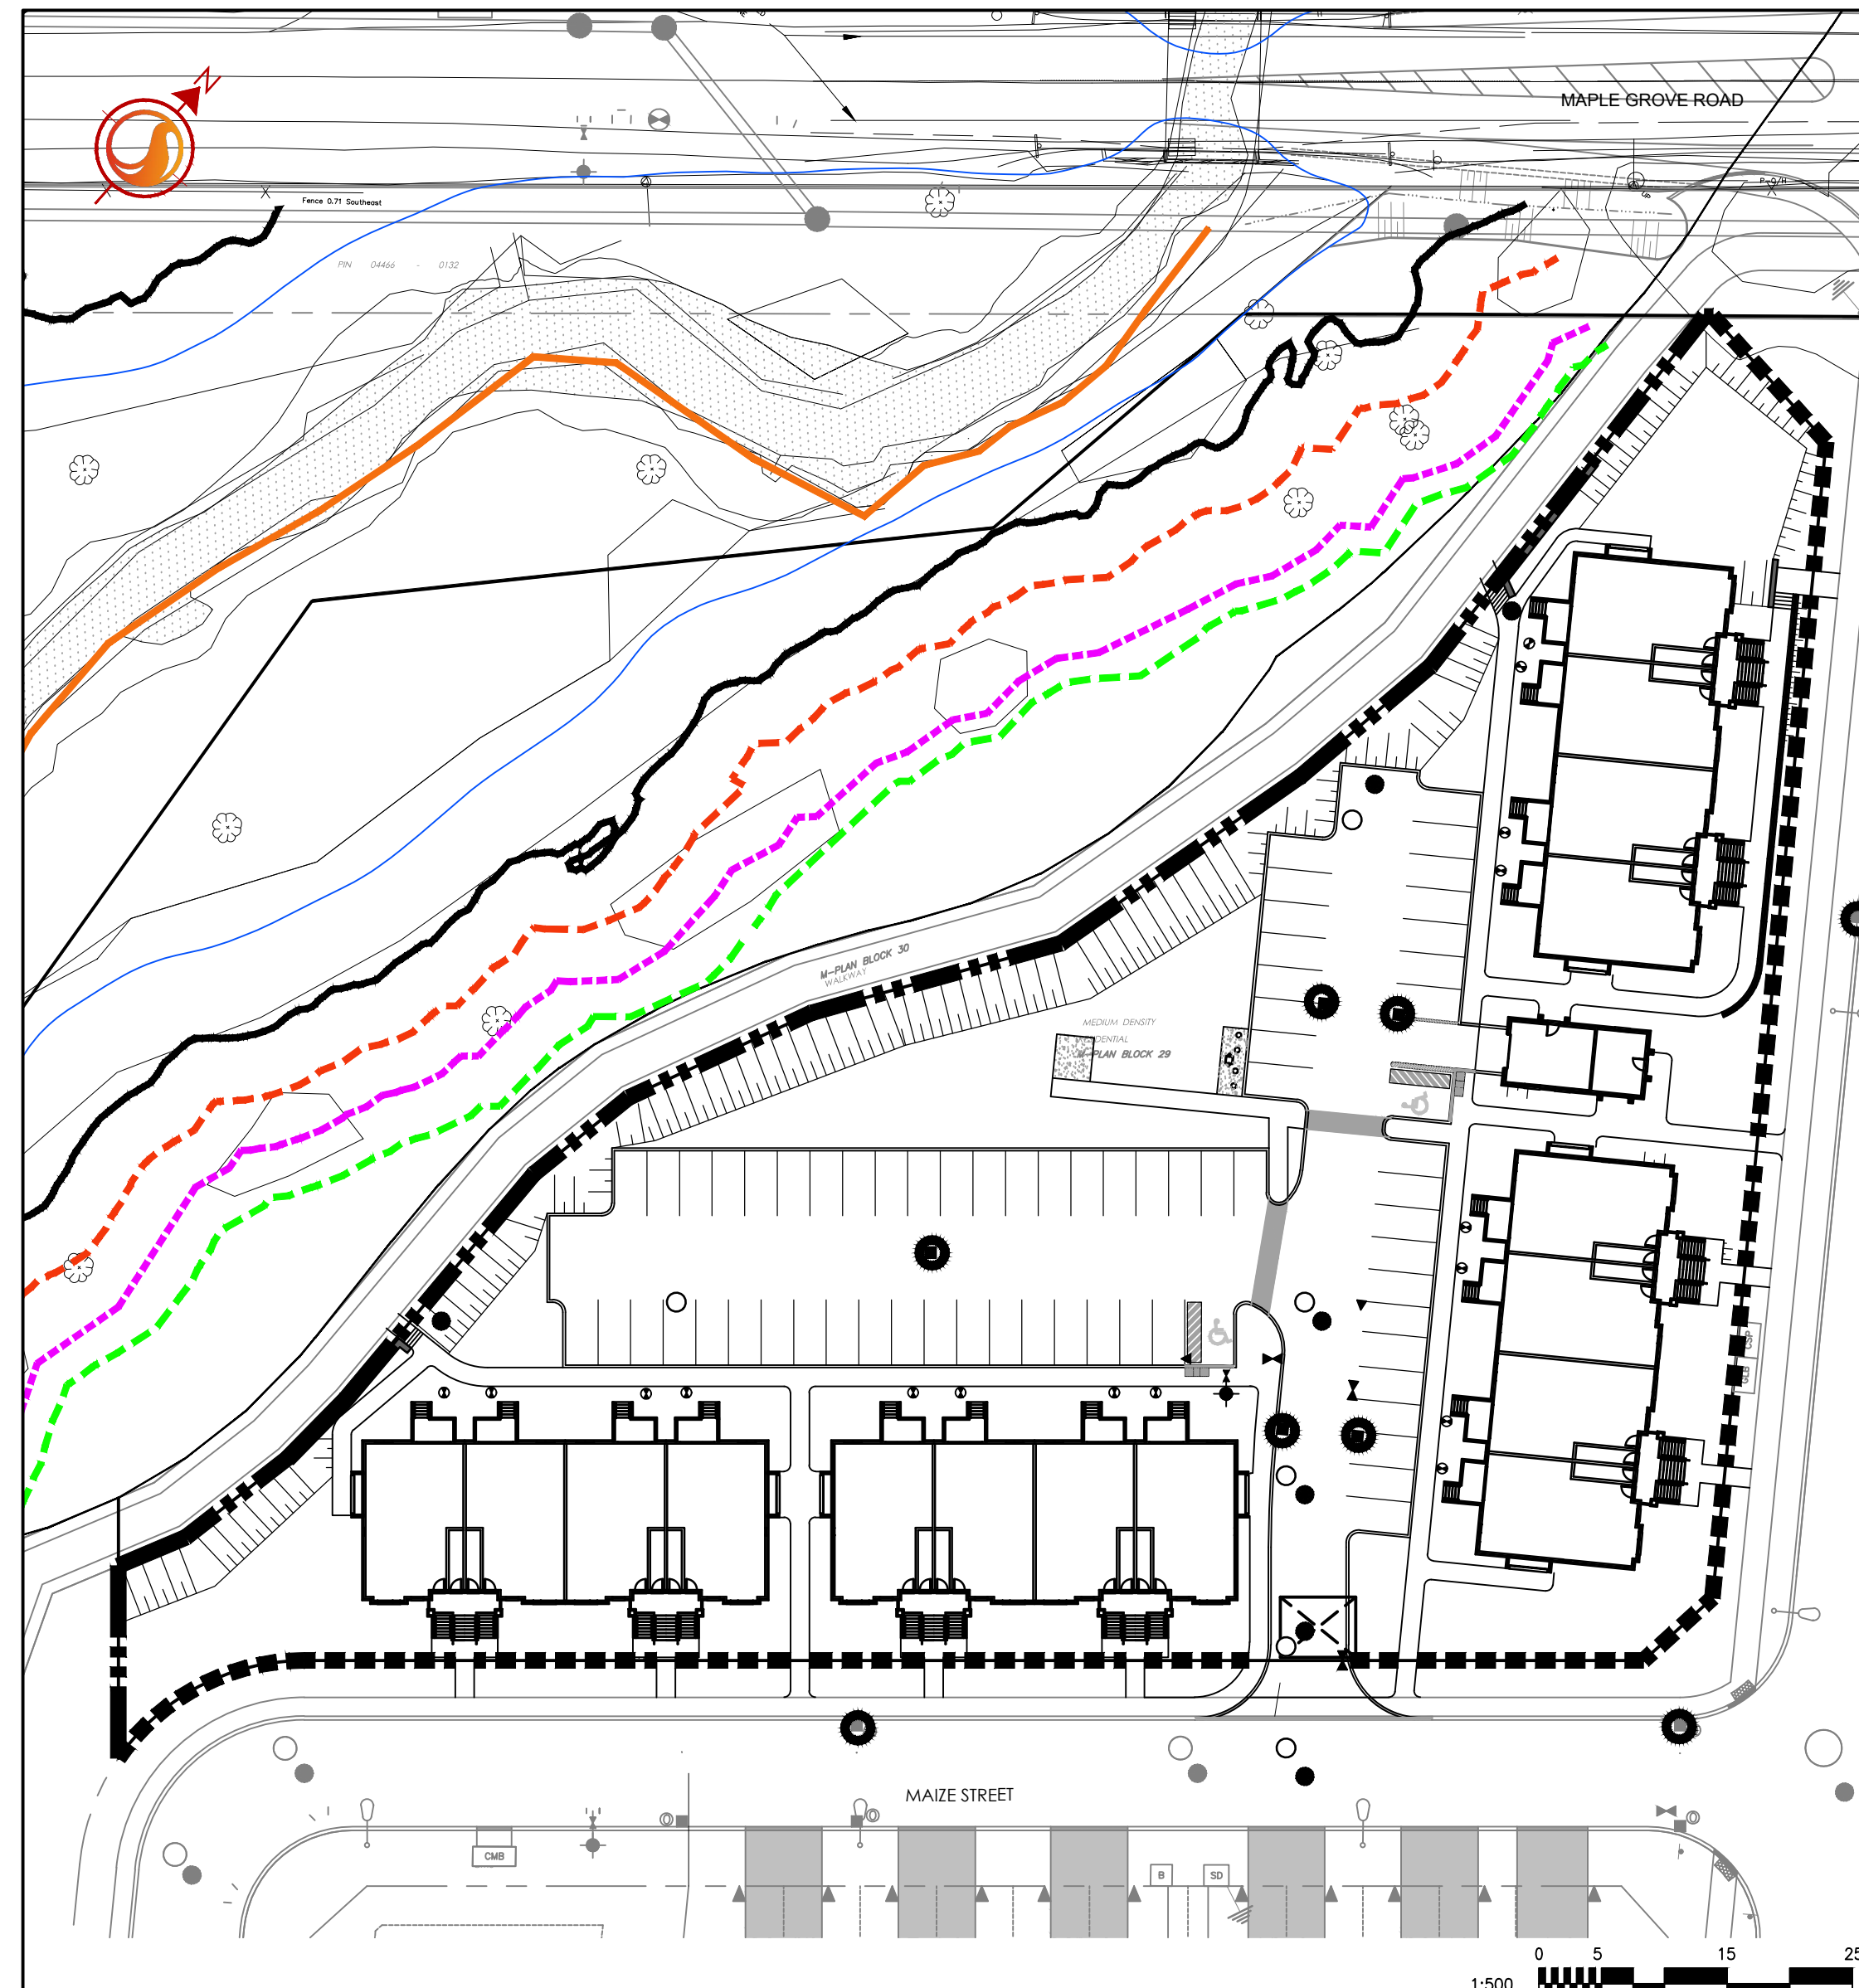 N
MAPLE GROVE ROAD
P-O/H
Fence 0.71 Southeast
PIN 04466 - 0132
M-PLAN BLOCK 30
WALKWAY
MEDIUM DENSITY
M-PLAN BLOCK 29
CSP
MAIZE STREET
CMB
B
SD
0 5 15 25
1:500